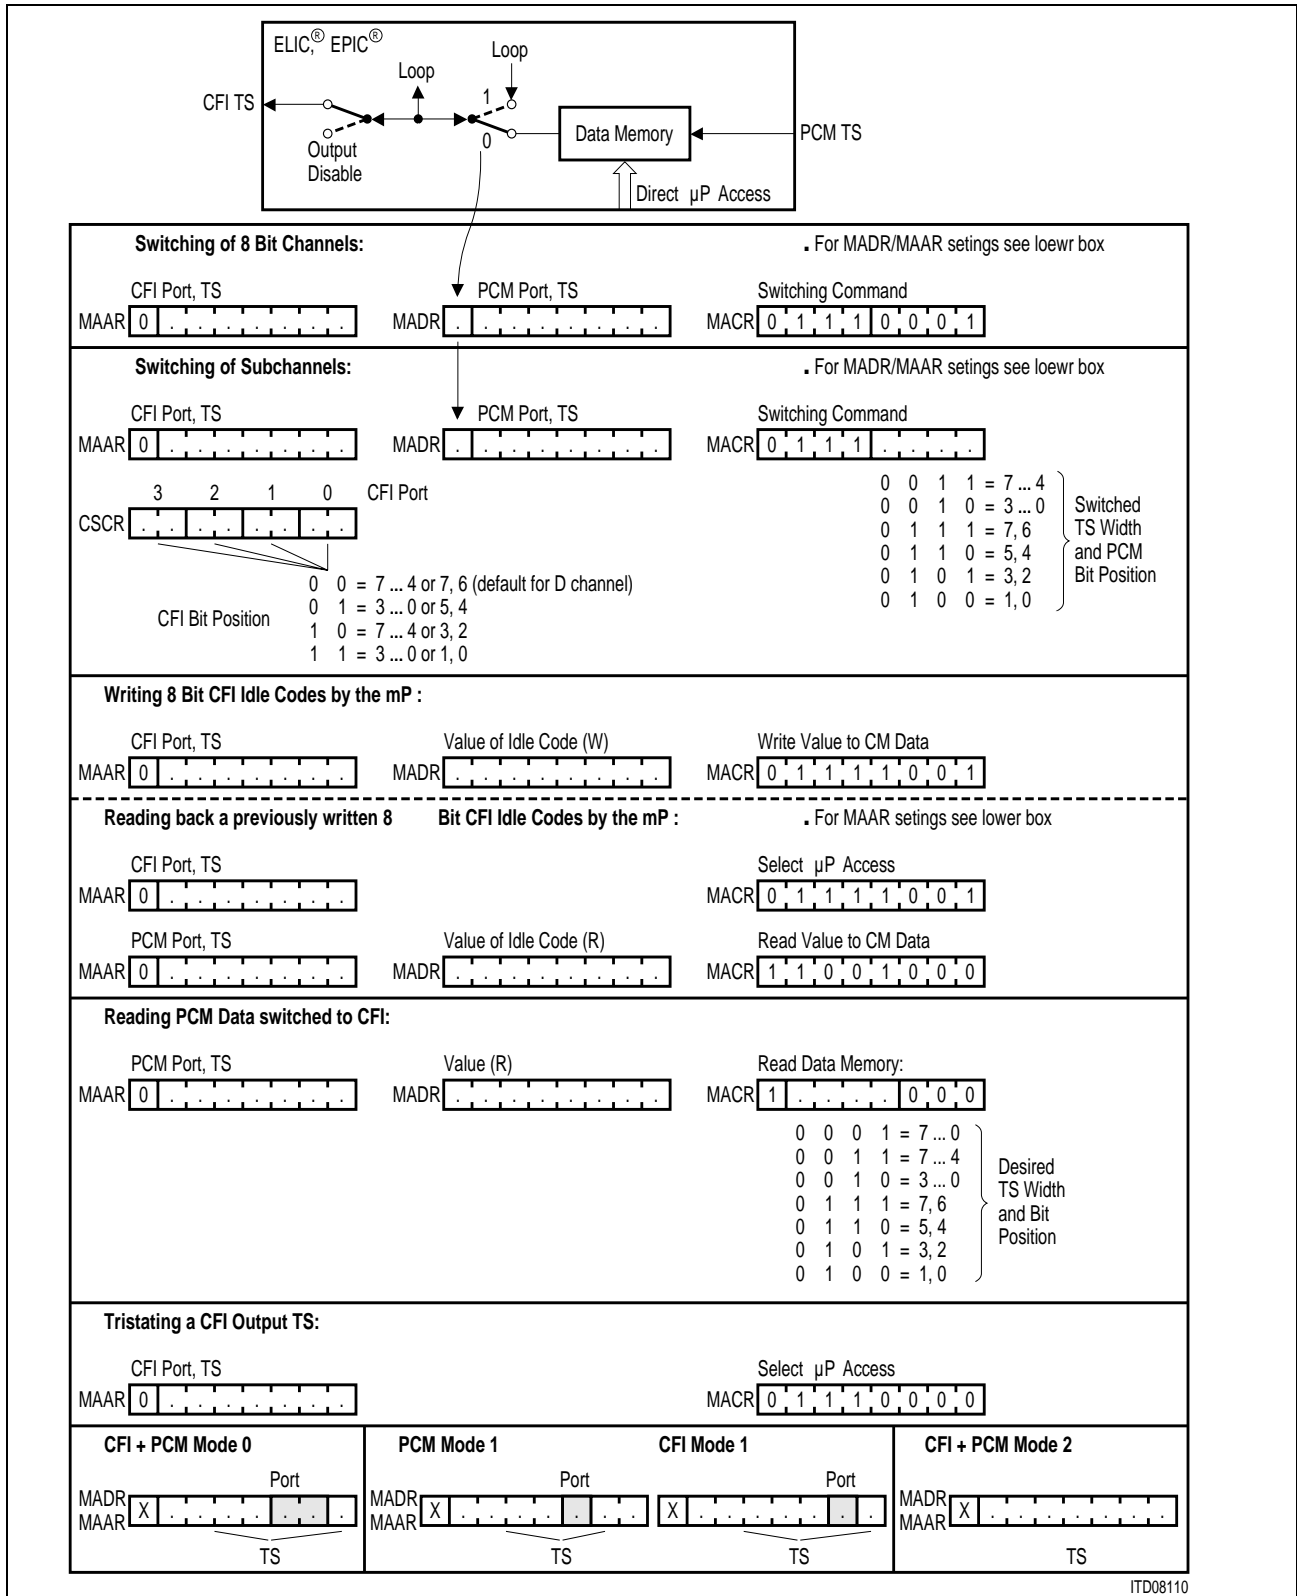 ELIC,® EPIC®
Loop
Loop
CFI TS
1
0
Output
Disable
Data Memory
PCM TS
Direct µP Access
Switching of 8 Bit Channels:
. For MADR/MAAR setings see loewr box
CFI Port, TS
PCM Port, TS
Switching Command
MAAR 0 . . . . . . .
MADR . . . . . . . .
MACR 0 1 1 1 0 0 0 1
Switching of Subchannels:
. For MADR/MAAR setings see loewr box
CFI Port, TS
PCM Port, TS
Switching Command
MAAR 0 . . . . . . .
MADR . . . . . . . .
MACR 0 1 1 1 . . . .
3 2 1 0 CFI Port
CSCR . . . . . . . .
CFI Bit Position
0 0 = 7 ... 4 or 7, 6 (default for D channel)
0 1 = 3 ... 0 or 5, 4
1 0 = 7 ... 4 or 3, 2
1 1 = 3 ... 0 or 1, 0
0 0 1 1 = 7 ... 4
0 0 1 0 = 3 ... 0
0 1 1 1 = 7, 6
0 1 1 0 = 5, 4
0 1 0 1 = 3, 2
0 1 0 0 = 1, 0
Switched
TS Width
and PCM
Bit Position
Writing 8 Bit CFI Idle Codes by the mP :
CFI Port, TS
Value of Idle Code (W)
Write Value to CM Data
MAAR 0 . . . . . . .
MADR . . . . . . . .
MACR 0 1 1 1 1 0 0 1
Reading back a previously written 8 Bit CFI Idle Codes by the mP :
. For MAAR setings see lower box
CFI Port, TS
Select µP Access
MAAR 0 . . . . . . .
MACR 0 1 1 1 1 0 0 1
PCM Port, TS
Value of Idle Code (R)
Read Value to CM Data
MAAR 0 . . . . . . .
MADR . . . . . . . .
MACR 1 1 0 0 1 0 0 0
Reading PCM Data switched to CFI:
PCM Port, TS
Value (R)
Read Data Memory:
MAAR 0 . . . . . . .
MADR . . . . . . . .
MACR 1 . . . . 0 0 0
0 0 0 1 = 7 ... 0
0 0 1 1 = 7 ... 4
0 0 1 0 = 3 ... 0
0 1 1 1 = 7, 6
0 1 1 0 = 5, 4
0 1 0 1 = 3, 2
0 1 0 0 = 1, 0
Desired
TS Width
and Bit
Position
Tristating a CFI Output TS:
CFI Port, TS
Select µP Access
MAAR 0 . . . . . . .
MACR 0 1 1 1 0 0 0 0
CFI + PCM Mode 0
Port
MADR
MAAR
X . . . . . . .
TS
PCM Mode 1
Port
MADR
MAAR
X . . . . . . .
TS
CFI Mode 1
Port
X . . . . . . .
TS
CFI + PCM Mode 2
MADR
MAAR
X . . . . . . .
TS
ITD08110